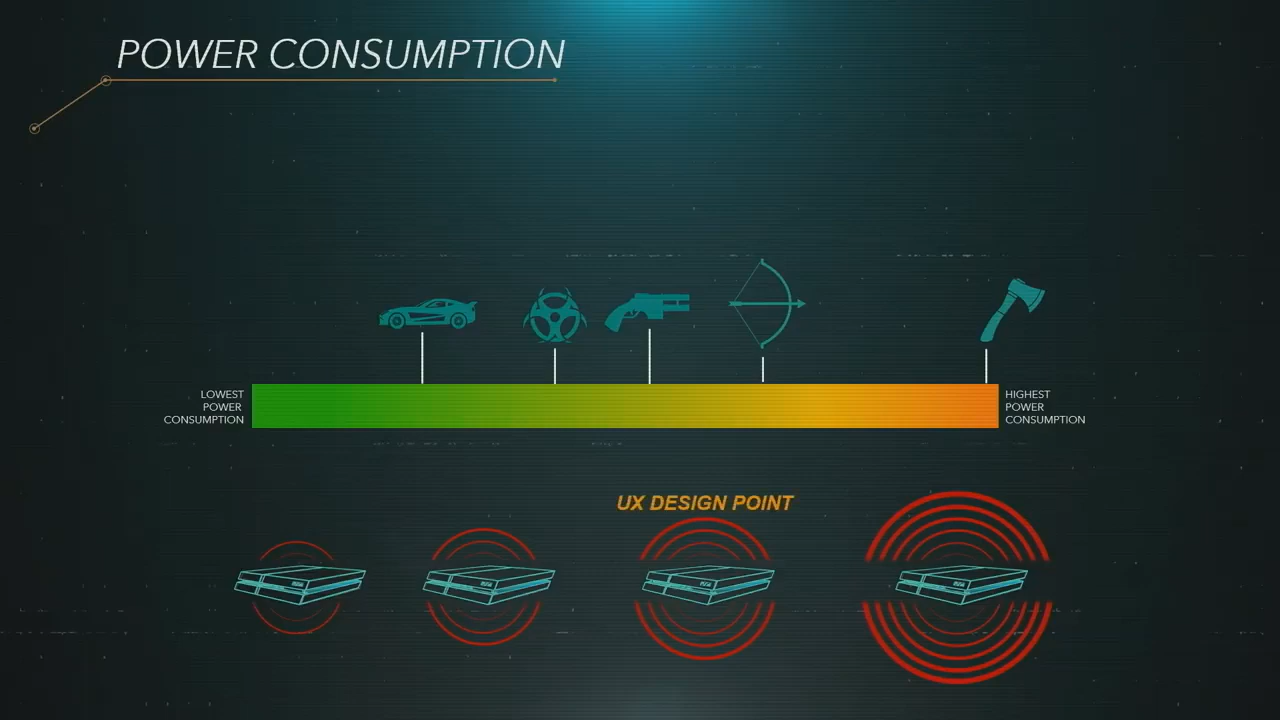 POWER CONSUMPTION
LOWEST
POWER
CONSUMPTION
HIGHEST
POWER
CONSUMPTION
UX DESIGN POINT